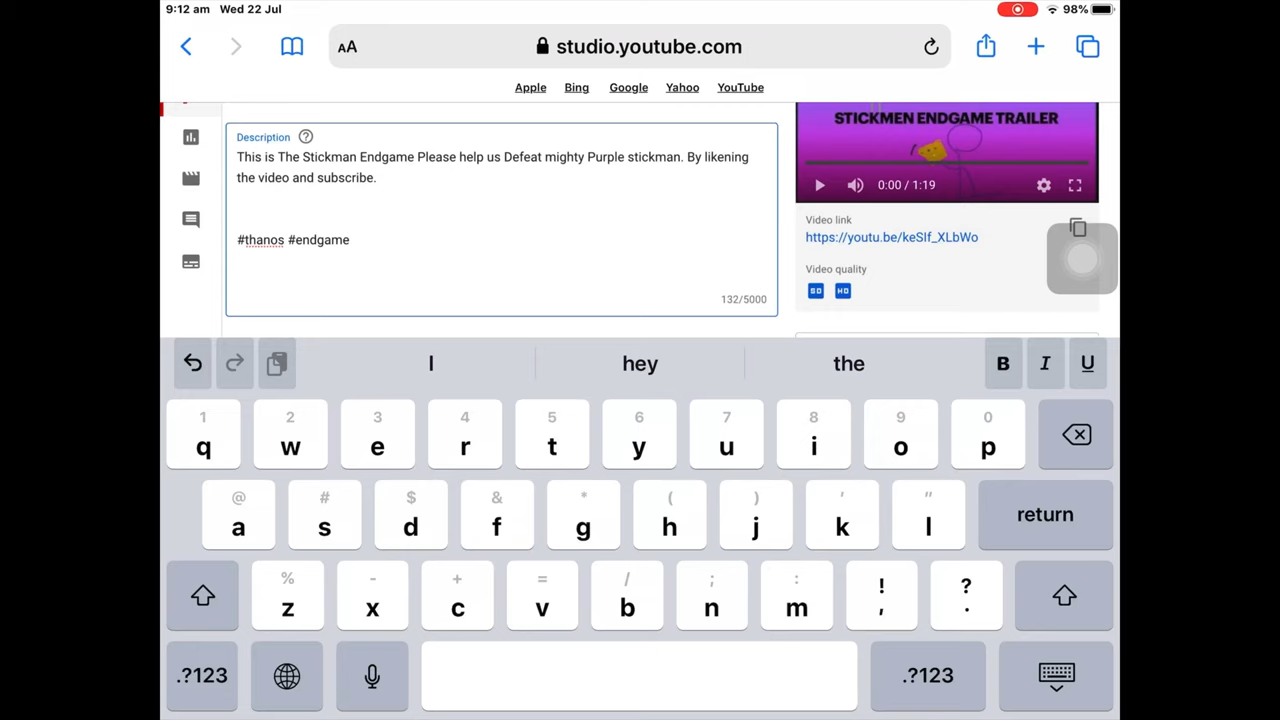 9:12 am Wed 22 Jul
98%
AA
studio.youtube.com
Apple Bing Google Yahoo YouTube
Description ?
This is The Stickman Endgame Please help us Defeat mighty Purple stickman. By likening
the video and subscribe.
#thanos #endgame
132/5000
STICKMEN ENDGAME TRAILER
0:00 / 1:19
Video link
https://youtu.be/keSIf_XLbWo
Video quality
SD HD
I hey the B I U
1 2 3 4 5 6 7 8 9 0
q w e r t y u i o p
@ # $ & * ( ) ' "
a s d f g h j k l return
% - + = / ; : ! ?
z x c v b n m , .
.?123 .?123